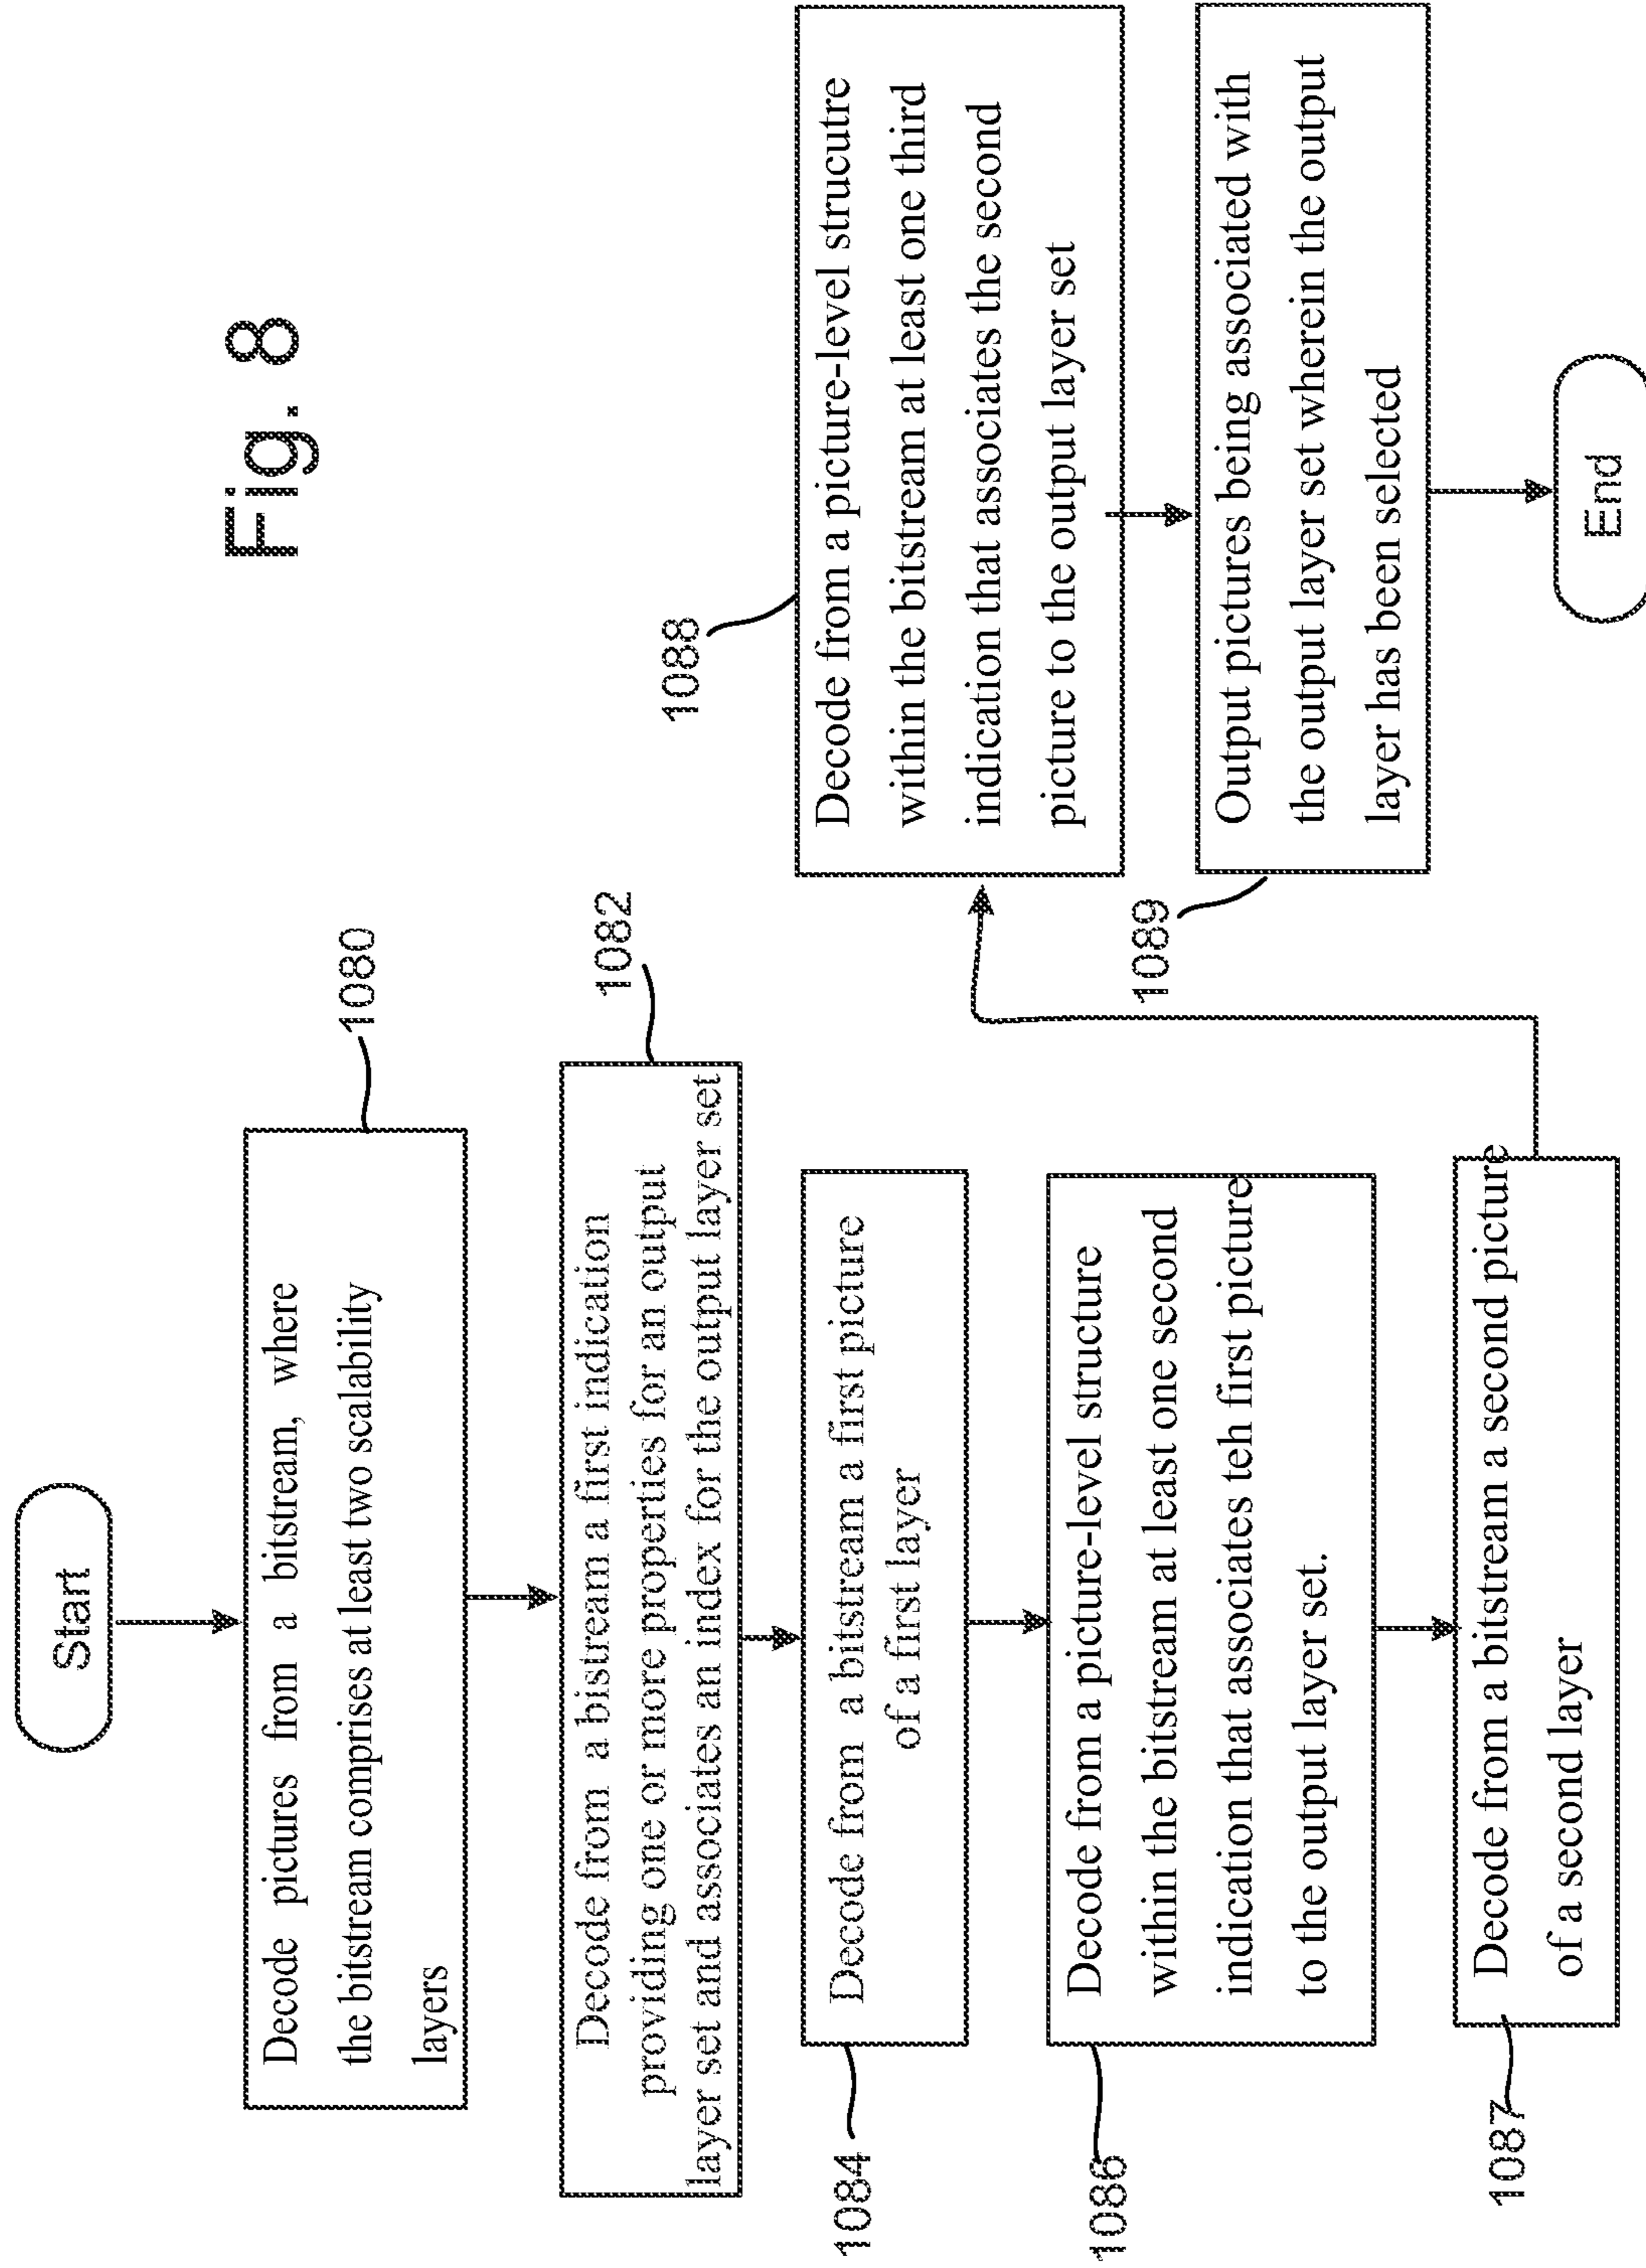 Fig. 8
Start
1080
Decode pictures from a bitstream, where
the bitstream comprises at least two scalability
layers
1082
Decode from a bistream a first indication
providing one or more properties for an output
layer set and associates an index for the output layer set
1084
Decode from a bitstream a first picture
of a first layer
1086
Decode from a picture-level structure
within the bitstream at least one second
indication that associates teh first picture
to the output layer set.
1087
Decode from a bitstream a second picture
of a second layer
1088
Decode from a picture-level strucutre
within the bitstream at least one third
indication that associates the second
picture to the output layer set
1089
Output pictures being associated with
the output layer set wherein the output
layer has been selected
End